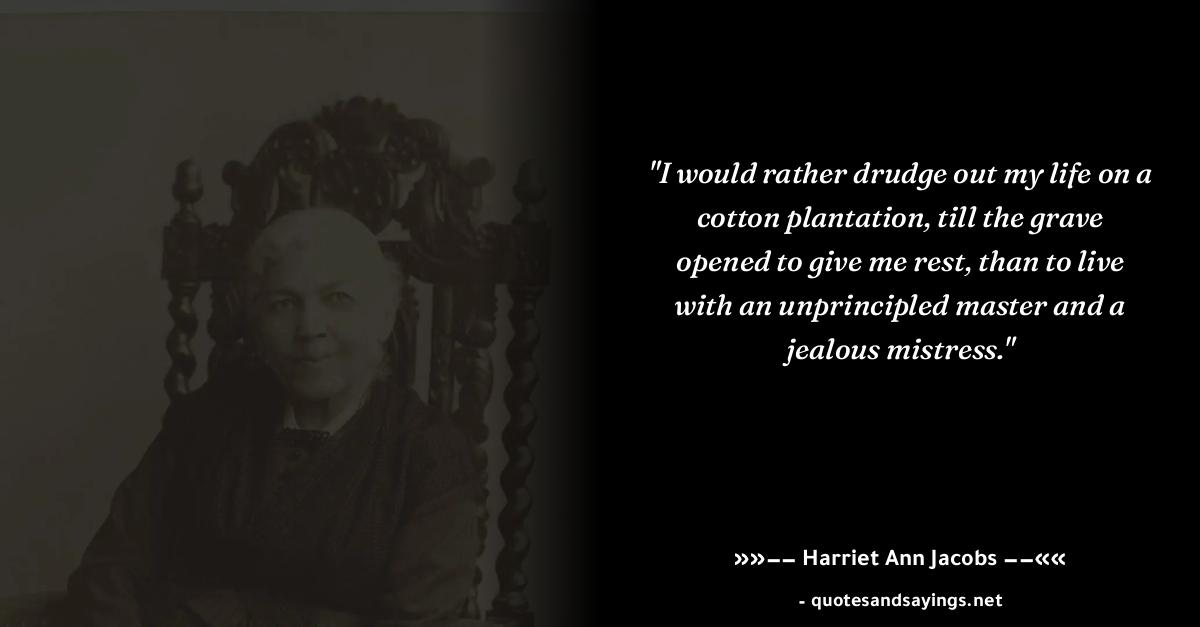 "I would rather drudge out my life on a
cotton plantation, till the grave
opened to give me rest, than to live
with an unprincipled master and a
jealous mistress."
»»−− Harriet Ann Jacobs −−««
- quotesandsayings.net